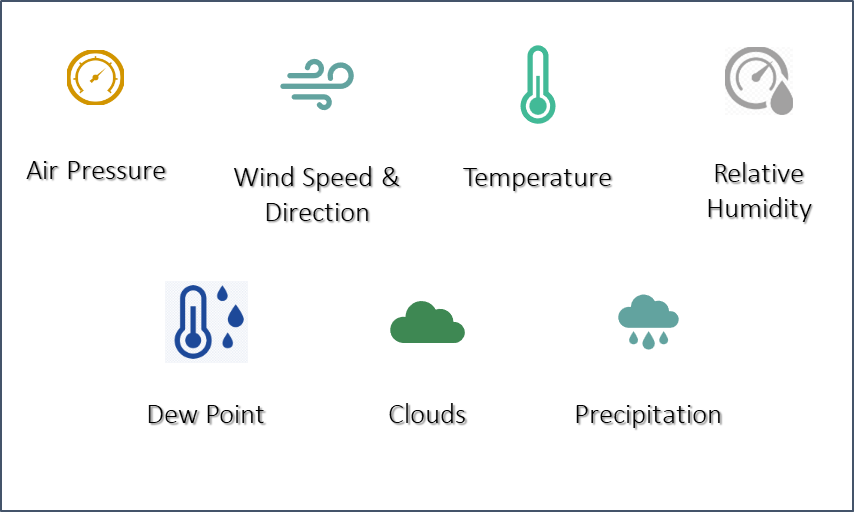 Air Pressure
Wind Speed &
Direction
Temperature
Relative
Humidity
Dew Point
Clouds
Precipitation